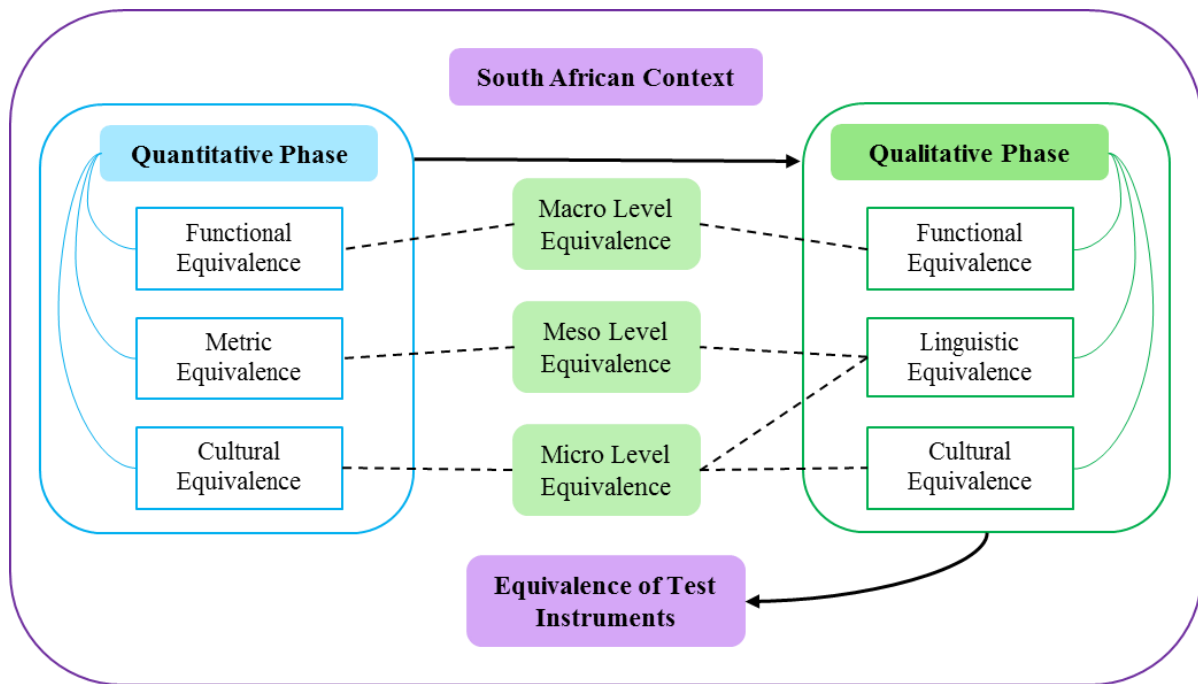 South African Context
Quantitative Phase
Qualitative Phase
Functional
Equivalence
Macro Level
Equivalence
Functional
Equivalence
Metric
Equivalence
Meso Level
Equivalence
Linguistic
Equivalence
Cultural
Equivalence
Micro Level
Equivalence
Cultural
Equivalence
Equivalence of Test
Instruments